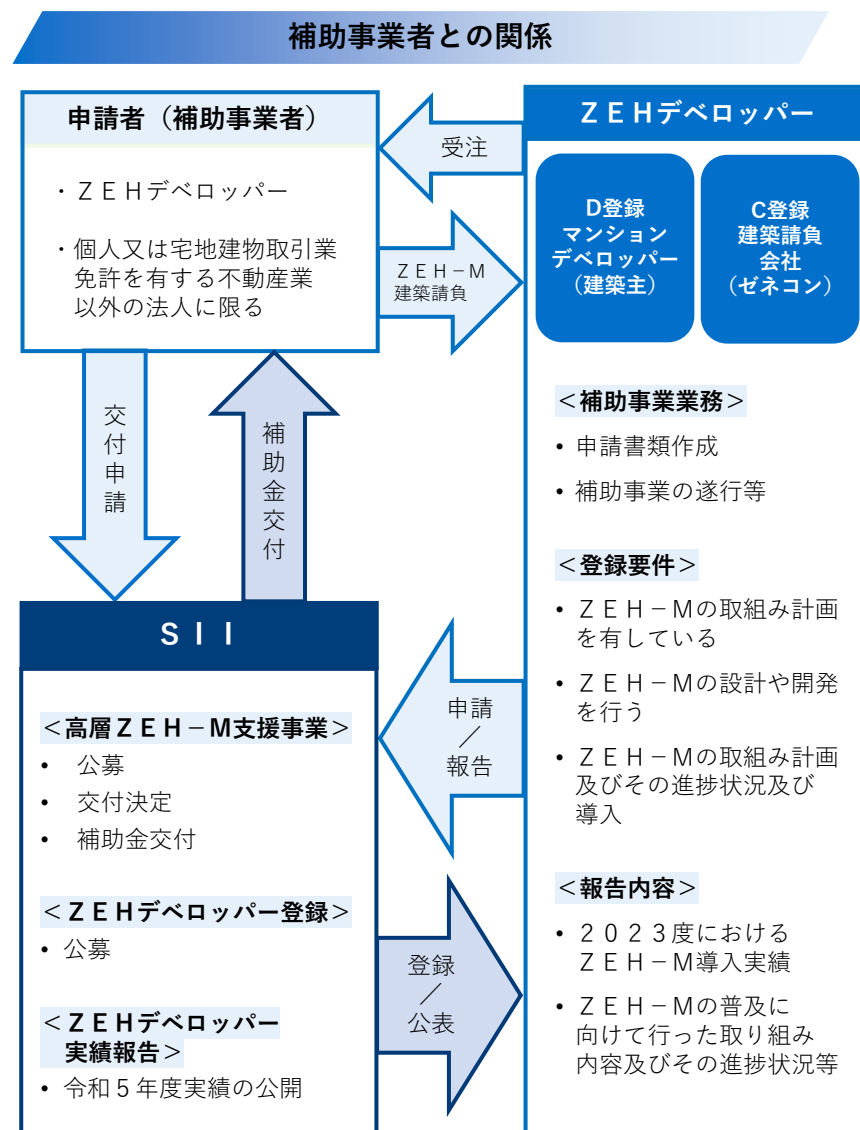 補助事業者との関係
申請者（補助事業者）
・ＺＥＨデベロッパー
・個人又は宅地建物取引業
免許を有する不動産業
以外の法人に限る
受注
ＺＥＨ－Ｍ
建築請負
ＺＥＨデベロッパー
D登録
マンション
デベロッパー
（建築主）
C登録
建築請負
会社
（ゼネコン）
＜補助事業業務＞
• 申請書類作成
• 補助事業の遂行等
＜登録要件＞
• ＺＥＨ－Mの取組み計画
を有している
• ＺＥＨ－Mの設計や開発
を行う
• ＺＥＨ－Mの取組み計画
及びその進捗状況及び
導入
＜報告内容＞
• ２０２３度における
ＺＥＨ－M導入実績
• ＺＥＨ－Mの普及に
向けて行った取り組み
内容及びその進捗状況等
交付申請
補助金交付
ＳＩＩ
＜高層ＺＥＨ－M支援事業＞
• 公募
• 交付決定
• 補助金交付
＜ＺＥＨデベロッパー登録＞
• 公募
＜ＺＥＨデベロッパー
実績報告＞
• 令和５年度実績の公開
申請
／
報告
登録
／
公表